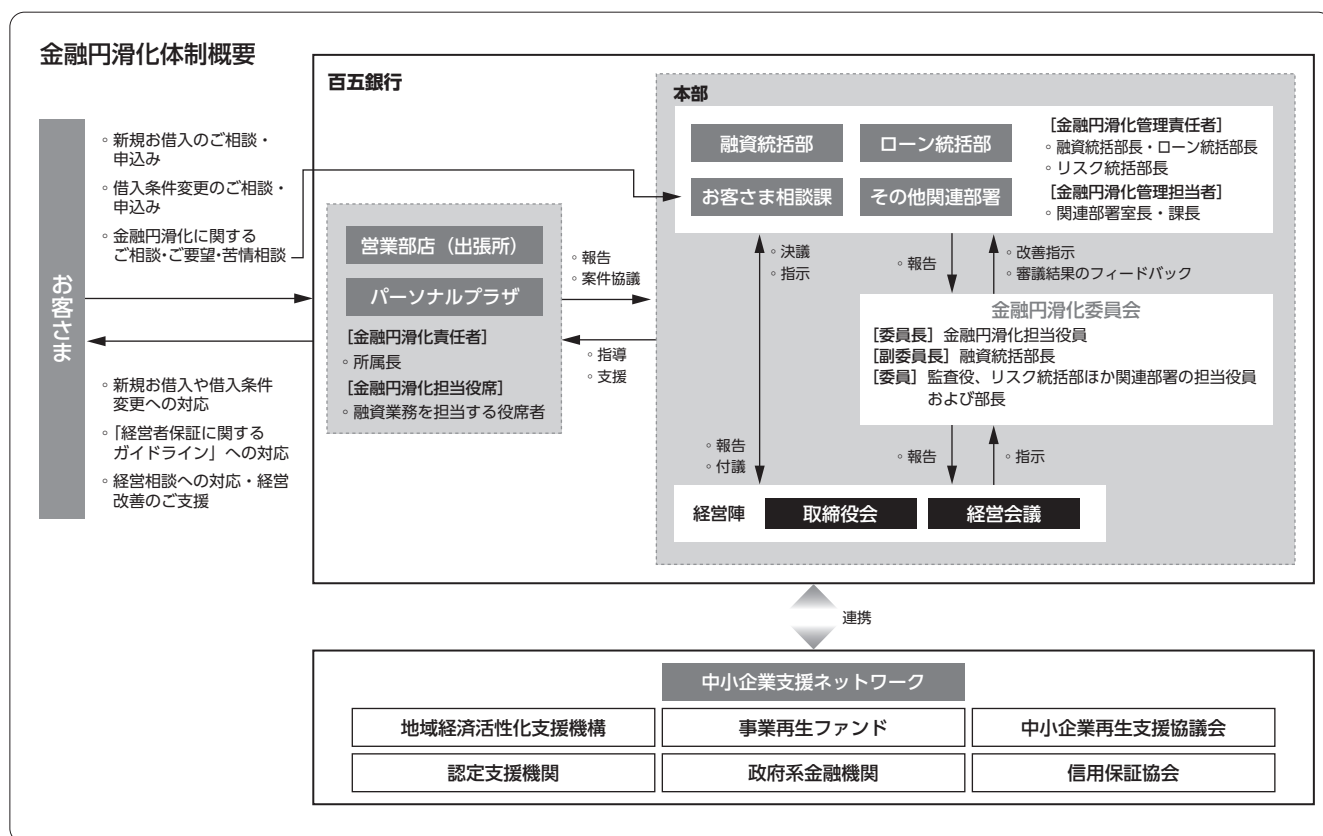 金融円滑化体制概要
お客さま
◦新規お借入のご相談・
申込み
◦借入条件変更のご相談・
申込み
◦金融円滑化に関する
ご相談・ご要望・苦情相談
◦新規お借入や借入条件
変更への対応
◦「経営者保証に関する
ガイドライン」への対応
◦経営相談への対応・経営
改善のご支援
百五銀行
営業部店（出張所）
パーソナルプラザ
［金融円滑化責任者］
◦所属長
［金融円滑化担当役席］
◦融資業務を担当する役席者
◦報告
◦案件協議
◦指導
◦支援
本部
融資統括部
ローン統括部
お客さま相談課
その他関連部署
［金融円滑化管理責任者］
◦融資統括部長・ローン統括部長
◦リスク統括部長
［金融円滑化管理担当者］
◦関連部署室長・課長
◦決議
◦指示
◦報告
◦改善指示
◦審議結果のフィードバック
金融円滑化委員会
［委員長］金融円滑化担当役員
［副委員長］融資統括部長
［委員］監査役、リスク統括部ほか関連部署の担当役員
および部長
◦報告
◦付議
◦報告
◦指示
経営陣
取締役会
経営会議
連携
中小企業支援ネットワーク
地域経済活性化支援機構
事業再生ファンド
中小企業再生支援協議会
認定支援機関
政府系金融機関
信用保証協会